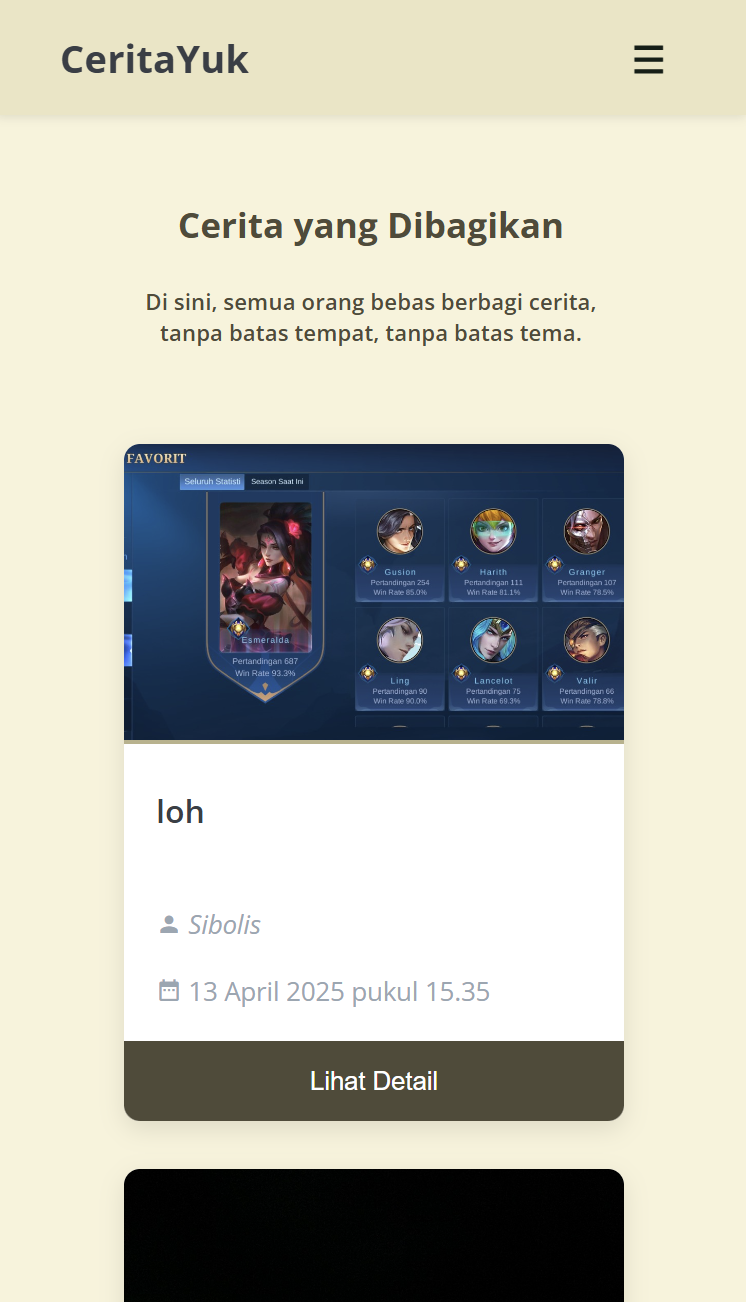 CeritaYuk
Cerita yang Dibagikan
Di sini, semua orang bebas berbagi cerita,
tanpa batas tempat, tanpa batas tema.
FAVORIT
Seluruh Statisti
Season Saat Ini
Esmeralda
Pertandingan 687
Win Rate 93.3%
Gusion
Pertandingan 254
Win Rate 85.0%
Harith
Pertandingan 111
Win Rate 81.1%
Granger
Pertandingan 107
Win Rate 78.5%
Ling
Pertandingan 90
Win Rate 90.0%
Lancelot
Pertandingan 75
Win Rate 69.3%
Valir
Pertandingan 66
Win Rate 78.8%
loh
Sibolis
13 April 2025 pukul 15.35
Lihat Detail